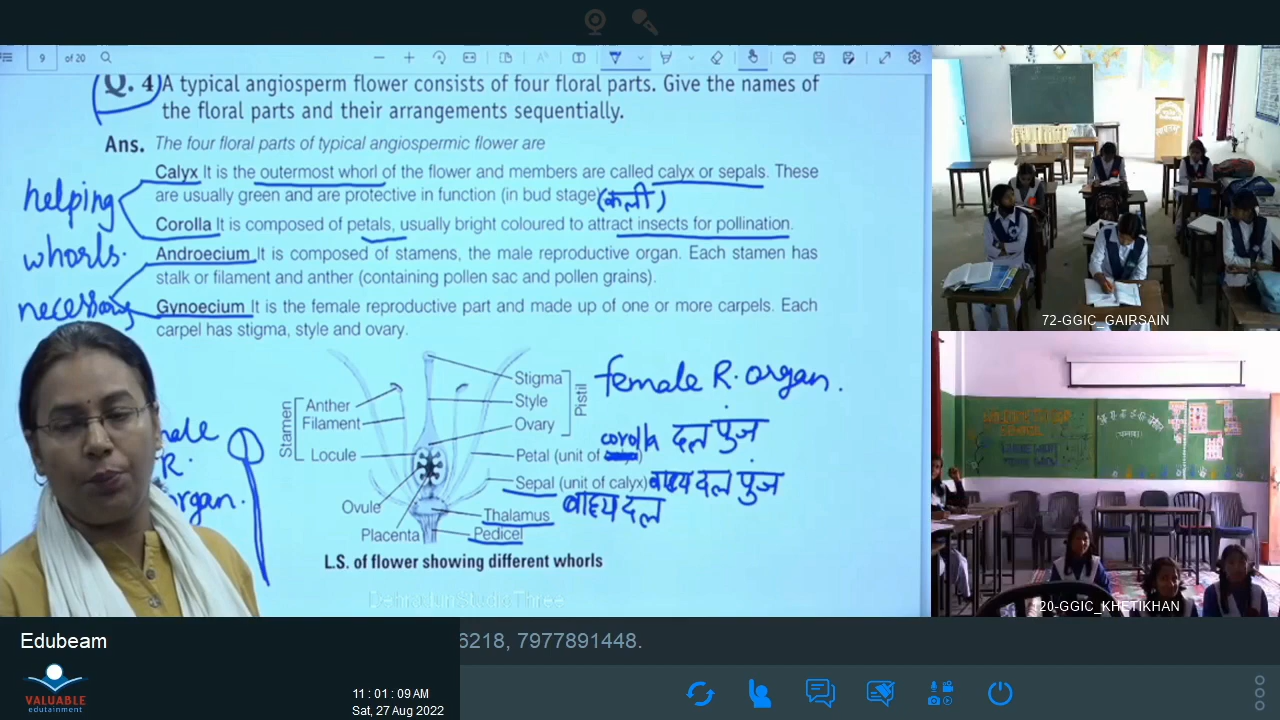 9 of 20
Q. 4) A typical angiosperm flower consists of four floral parts. Give the names of
the floral parts and their arrangements sequentially.
Ans. The four floral parts of typical angiospermic flower are
Calyx It is the outermost whorl of the flower and members are called calyx or sepals. These
are usually green and are protective in function (in bud stage (कली)
Corolla It is composed of petals, usually bright coloured to attract insects for pollination.
Androecium It is composed of stamens, the male reproductive organ. Each stamen has
stalk or filament and anther (containing pollen sac and pollen grains).
Gynoecium It is the female reproductive part and made up of one or more carpels. Each
carpel has stigma, style and ovary.
helping
whorls.
necessary
Stigma
Style
Ovary
Pistil
female R. organ.
Anther
Filament
Stamen
Locule
Petal (unit of corolla) दल पुंज
Sepal (unit of calyx) बाह्य दल पुंज
बाह्य दल
Ovule
Thalamus
Placenta
Pedicel
R.
organ.
L.S. of flower showing different whorls
Dehradun Studio Three
72-GGIC_GAIRSAIN
120-GGIC_KHETIKHAN
Edubeam
6218, 7977891448.
VALUABLE
edutainment
11 : 01 : 09 AM
Sat, 27 Aug 2022